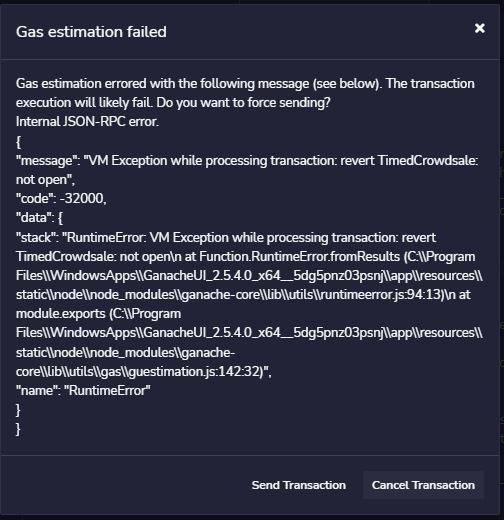 Gas estimation failed
×
Gas estimation errored with the following message (see below). The transaction
execution will likely fail. Do you want to force sending?
Internal JSON-RPC error.
{
"message": "VM Exception while processing transaction: revert TimedCrowdsale:
not open",
"code": -32000,
"data": {
"stack": "RuntimeError: VM Exception while processing transaction: revert
TimedCrowdsale: not open\n at Function.RuntimeError.fromResults (C:\\Program
Files\\WindowsApps\\GanacheUI_2.5.4.0_x64__5dg5pnz03psnj\\app\\resources\\
static\\node\\node_modules\\ganache-core\\lib\\utils\\runtimeerror.js:94:13)\n at
module.exports (C:\\Program
Files\\WindowsApps\\GanacheUI_2.5.4.0_x64__5dg5pnz03psnj\\app\\resources\\
static\\node\\node_modules\\ganache-
core\\lib\\utils\\gas\\guestimation.js:142:32)",
"name": "RuntimeError"
}
}
Send Transaction Cancel Transaction